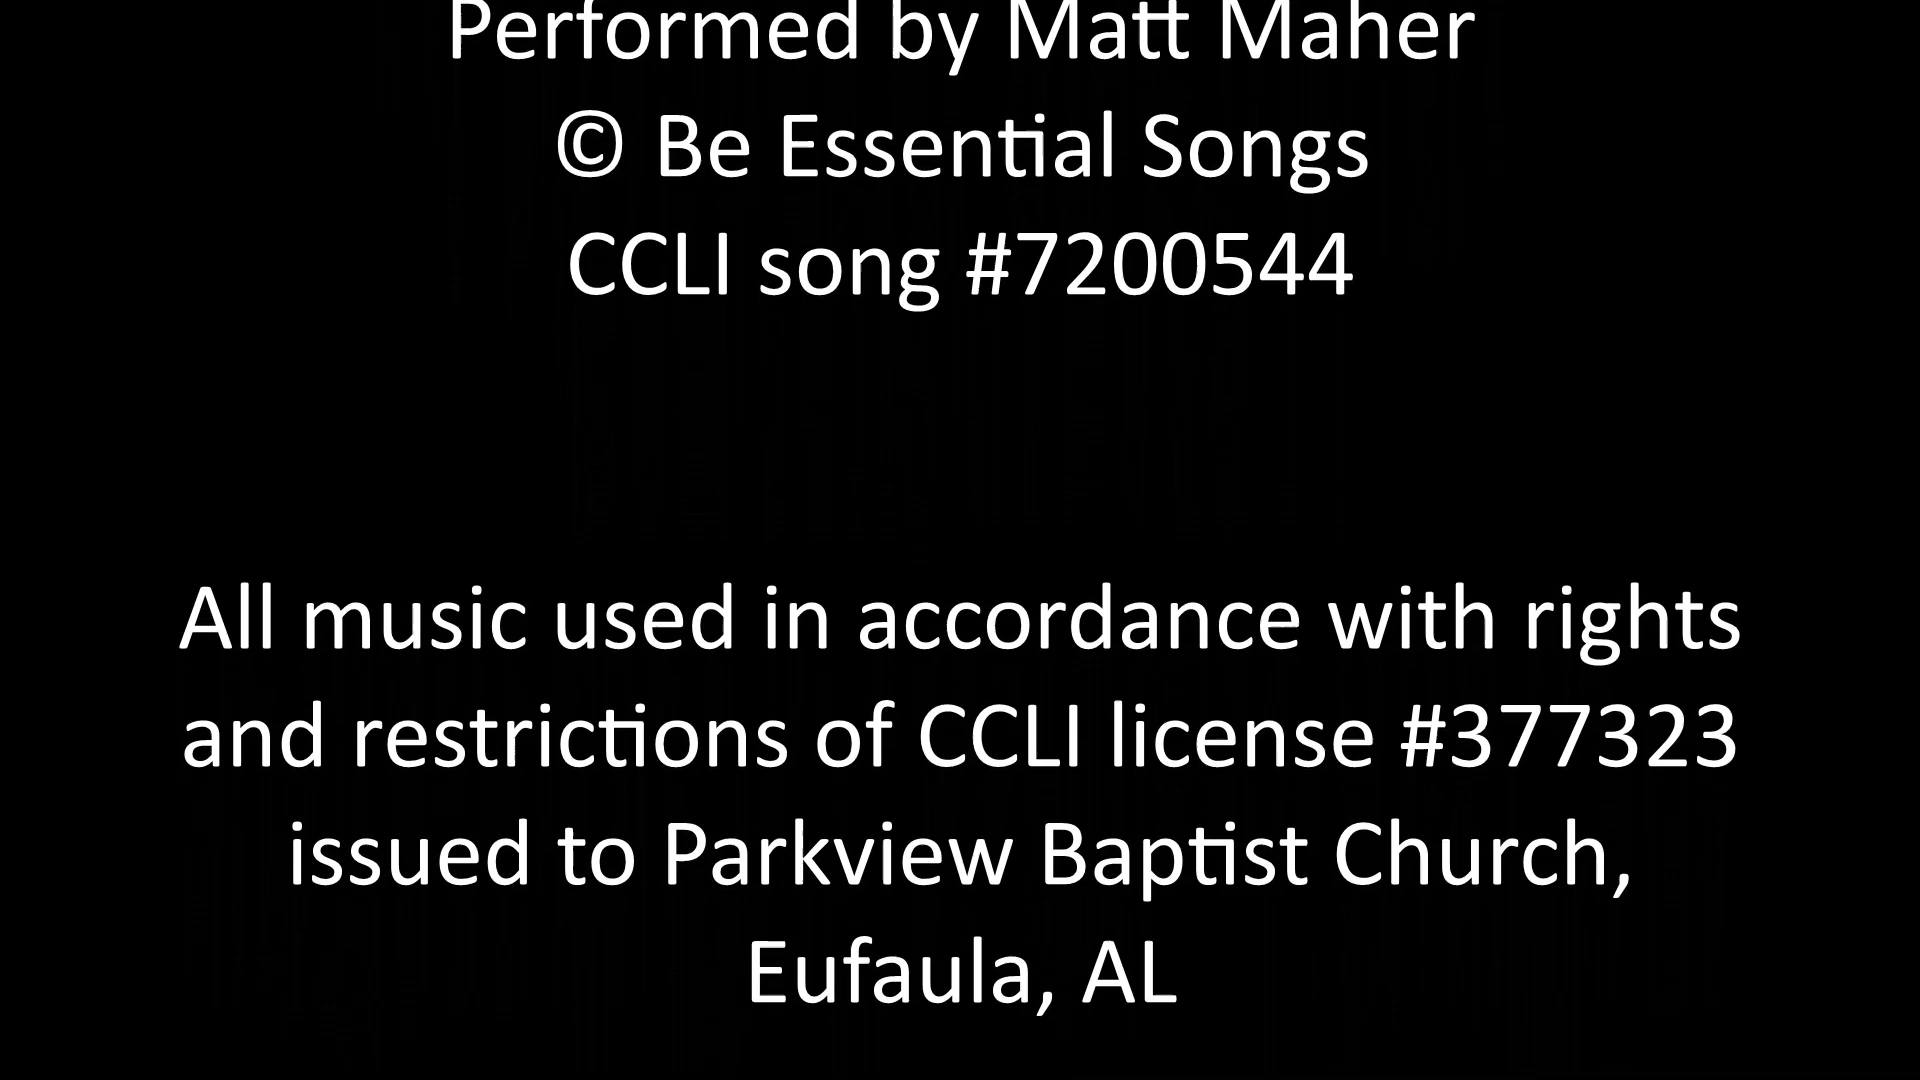 Performed by Matt Maher
© Be Essential Songs
CCLI song #7200544
All music used in accordance with rights
and restrictions of CCLI license #377323
issued to Parkview Baptist Church,
Eufaula, AL